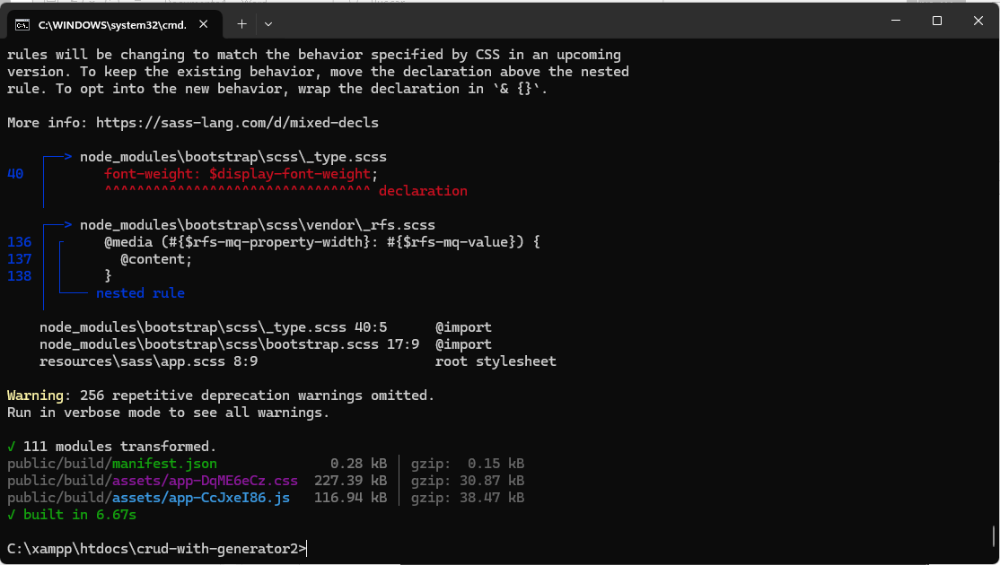 C:\WINDOWS\system32\cmd.
rules will be changing to match the behavior specified by CSS in an upcoming
version. To keep the existing behavior, move the declaration above the nested
rule. To opt into the new behavior, wrap the declaration in `& {}`.
More info: https://sass-lang.com/d/mixed-decls
node_modules\bootstrap\scss\_type.scss
40 font-weight: $display-font-weight;
^^^^^^^^^^^^^^^^^^^^^^^^^^^^^^^^^ declaration
node_modules\bootstrap\scss\vendor\_rfs.scss
136 @media (#{$rfs-mq-property-width}: #{$rfs-mq-value}) {
137 @content;
138 }
nested rule
node_modules\bootstrap\scss\_type.scss 40:5 @import
node_modules\bootstrap\scss\bootstrap.scss 17:9 @import
resources\sass\app.scss 8:9 root stylesheet
Warning: 256 repetitive deprecation warnings omitted.
Run in verbose mode to see all warnings.
✓ 111 modules transformed.
public/build/manifest.json 0.28 kB │ gzip: 0.15 kB
public/build/assets/app-DqME6eCz.css 227.39 kB │ gzip: 30.87 kB
public/build/assets/app-CcJxeI86.js 116.94 kB │ gzip: 38.47 kB
✓ built in 6.67s
C:\xampp\htdocs\crud-with-generator2>